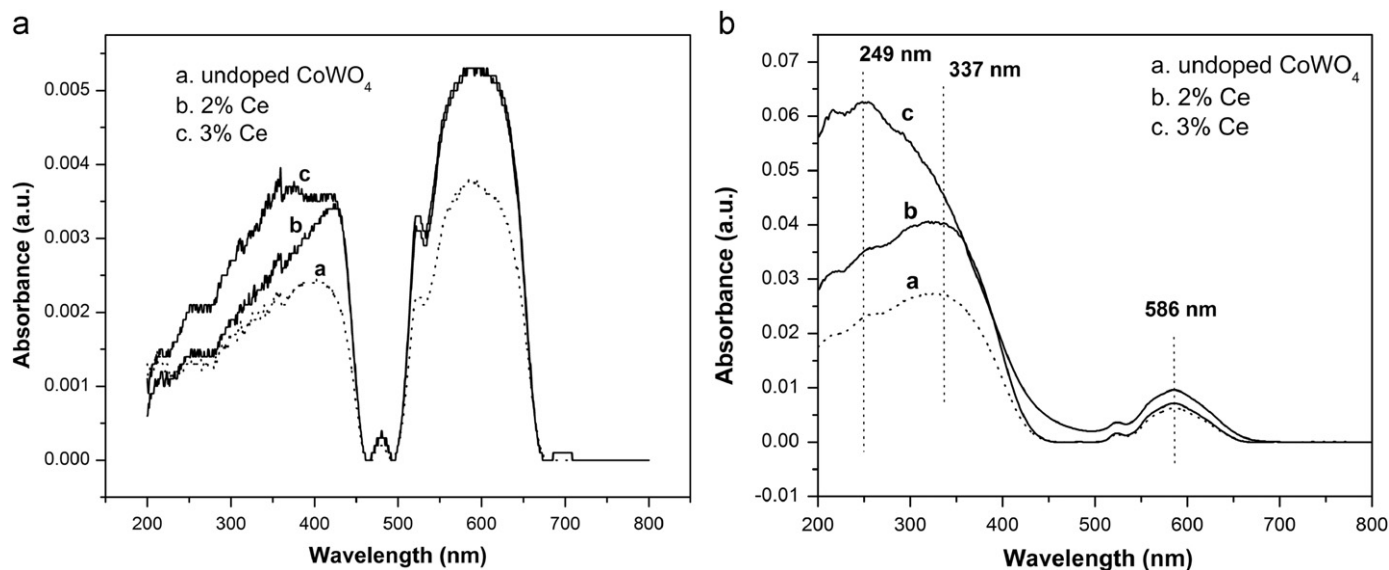 a
a. undoped CoWO₄
b. 2% Ce
c. 3% Ce
c
b
a
0.005
0.004
0.003
0.002
0.001
0.000
Absorbance (a.u.)
200 300 400 500 600 700 800
Wavelength (nm)
b
249 nm
337 nm
a. undoped CoWO₄
b. 2% Ce
c. 3% Ce
c
b
a
586 nm
0.07
0.06
0.05
0.04
0.03
0.02
0.01
0.00
-0.01
Absorbance (a.u.)
200 300 400 500 600 700 800
Wavelength (nm)